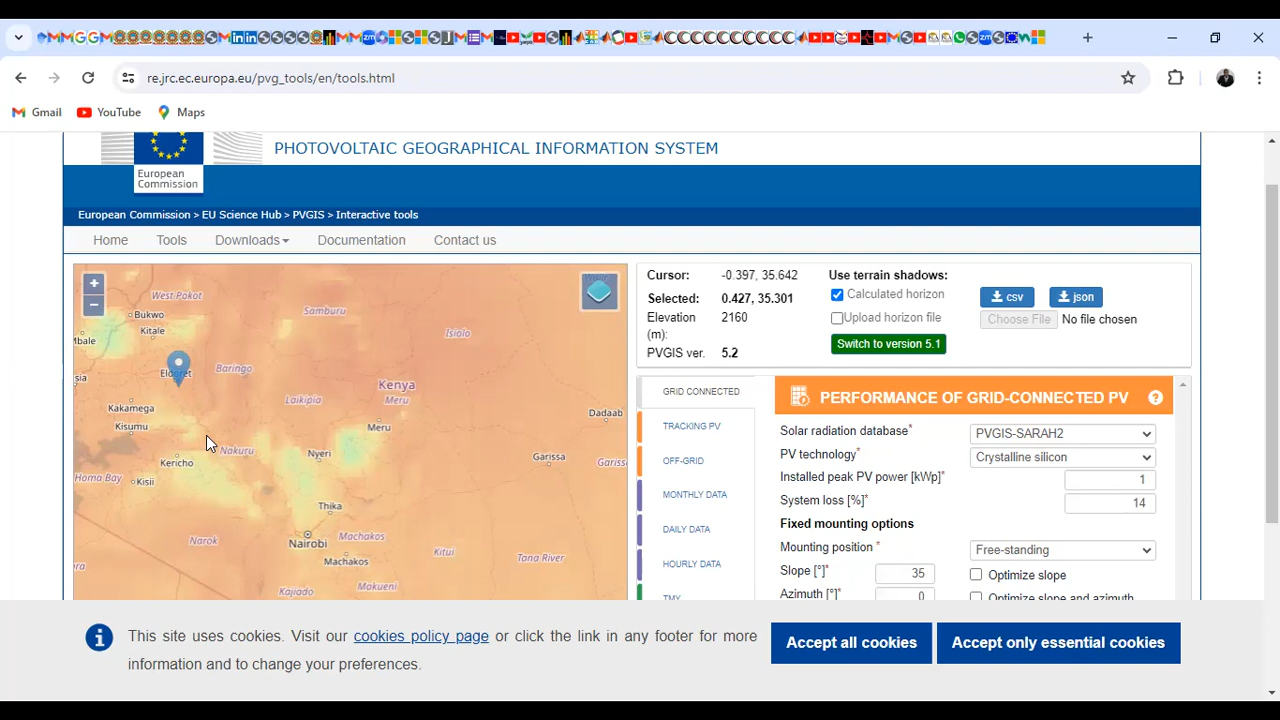 re.jrc.ec.europa.eu/pvg_tools/en/tools.html
Gmail
YouTube
Maps
European
Commission
PHOTOVOLTAIC GEOGRAPHICAL INFORMATION SYSTEM
European Commission > EU Science Hub > PVGIS > Interactive tools
Home
Tools
Downloads
Documentation
Contact us
+
−
West-Pokot
Bukwo
Samburu
Kitale
Mbale
Isiolo
Eldoret
Baringo
sia
Kenya
Laikipia
Meru
Kakamega
Kisumu
Meru
Dadaab
Nakuru
Nyeri
Kericho
Garissa
Garissa
Homa Bay
Kisii
Thika
Nairobi
Machakos
Narok
Kitui
Tana River
Machakos
Kajiado
Makueni
Cursor: -0.397, 35.642
Selected: 0.427, 35.301
Elevation (m): 2160
PVGIS ver. 5.2
Use terrain shadows:
Calculated horizon
Upload horizon file
Switch to version 5.1
csv
json
Choose File No file chosen
GRID CONNECTED
TRACKING PV
OFF-GRID
MONTHLY DATA
DAILY DATA
HOURLY DATA
TMY
PERFORMANCE OF GRID-CONNECTED PV
?
Solar radiation database* PVGIS-SARAH2
PV technology* Crystalline silicon
Installed peak PV power [kWp]* 1
System loss [%]* 14
Fixed mounting options
Mounting position * Free-standing
Slope [°]* 35 Optimize slope
Azimuth [°]* 0 Optimize slope and azimuth
This site uses cookies. Visit our cookies policy page or click the link in any footer for more
information and to change your preferences.
Accept all cookies
Accept only essential cookies